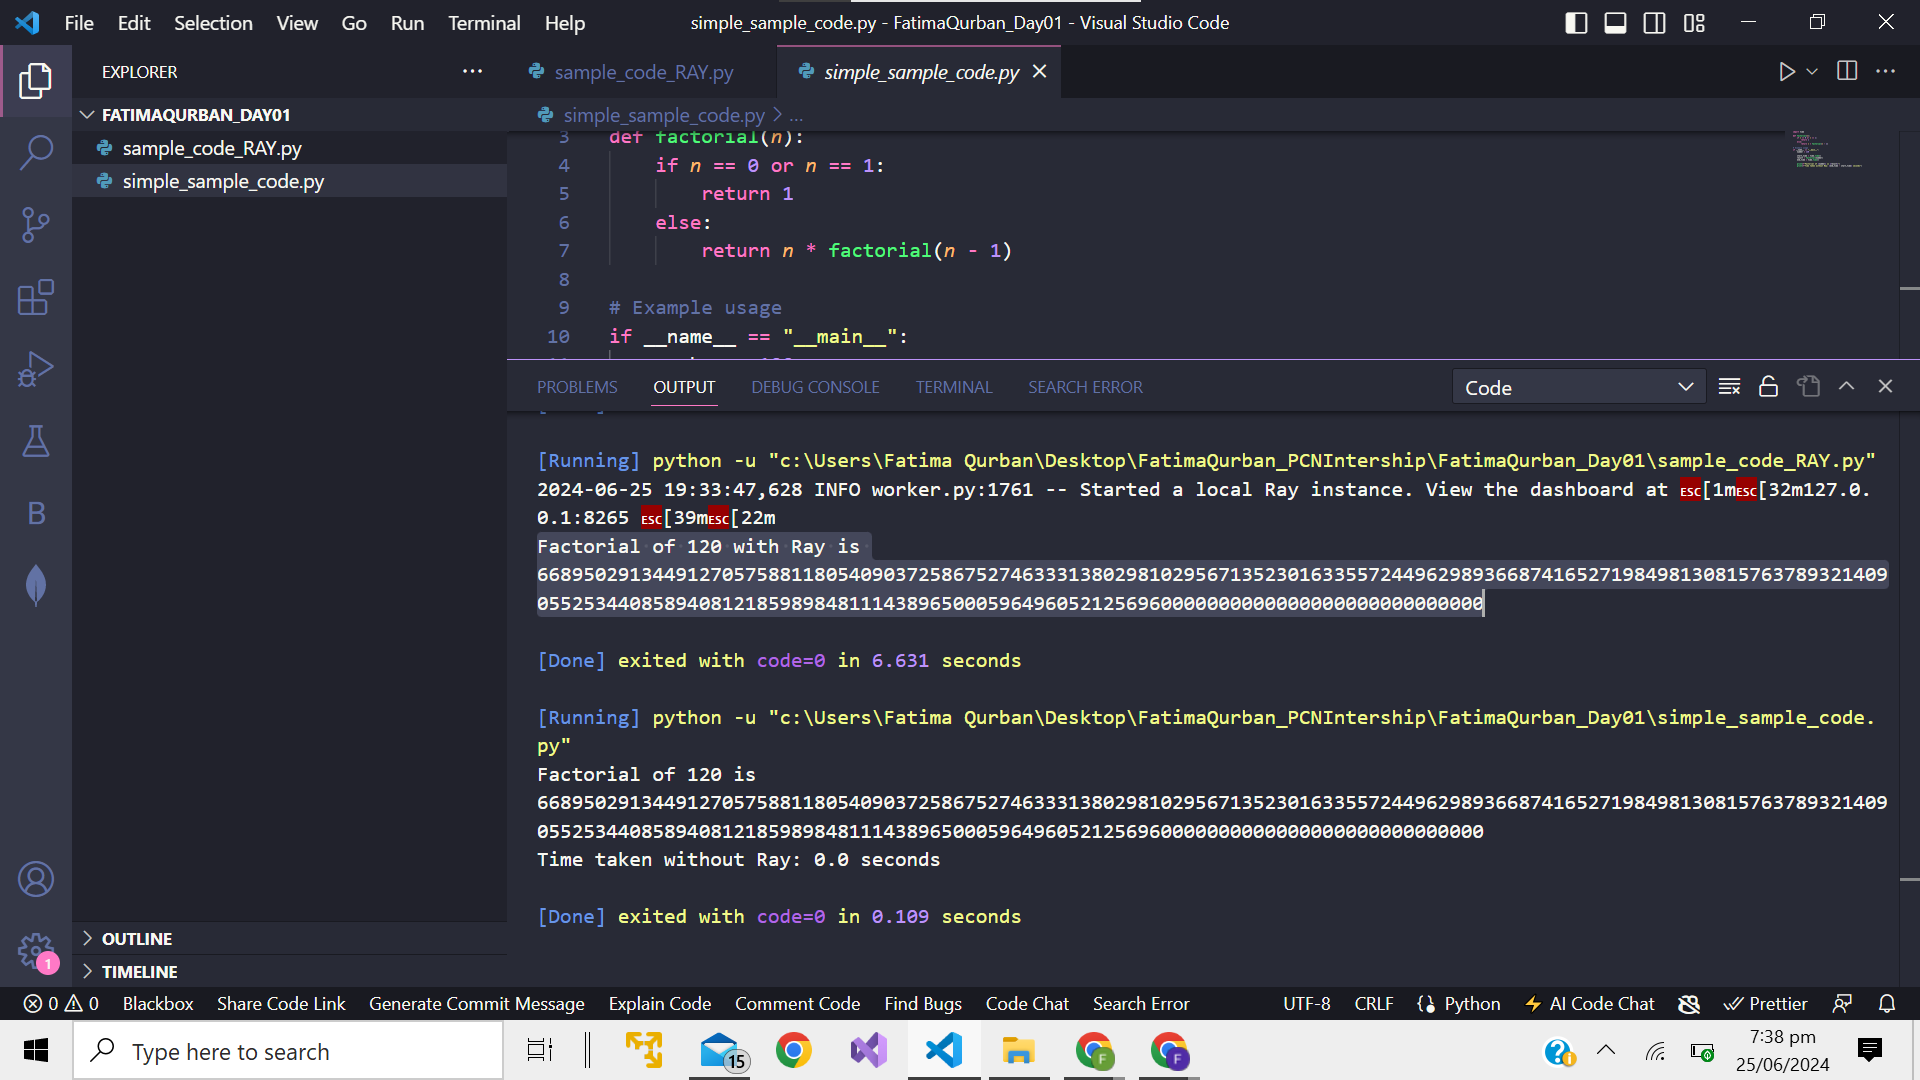 File Edit Selection View Go Run Terminal Help simple_sample_code.py - FatimaQurban_Day01 - Visual Studio Code
EXPLORER
FATIMAQURBAN_DAY01
sample_code_RAY.py
simple_sample_code.py
OUTLINE
TIMELINE
sample_code_RAY.py simple_sample_code.py
simple_sample_code.py > ...
3 def factorial(n):
4 if n == 0 or n == 1:
5 return 1
6 else:
7 return n * factorial(n - 1)
8
9 # Example usage
10 if __name__ == "__main__":
PROBLEMS OUTPUT DEBUG CONSOLE TERMINAL SEARCH ERROR Code
[Running] python -u "c:\Users\Fatima Qurban\Desktop\FatimaQurban_PCNIntership\FatimaQurban_Day01\sample_code_RAY.py"
2024-06-25 19:33:47,628 INFO worker.py:1761 -- Started a local Ray instance. View the dashboard at ESC[1mESC[32m127.0.
0.1:8265 ESC[39mESC[22m
Factorial of 120 with Ray is
6689502913449127057588118054090372586752746333138029810295671352301633557244962989366874165271984981308157637893214090
5525344085894081218598984811143896500059649605212569600000000000000000000000000000
[Done] exited with code=0 in 6.631 seconds
[Running] python -u "c:\Users\Fatima Qurban\Desktop\FatimaQurban_PCNIntership\FatimaQurban_Day01\simple_sample_code.
py"
Factorial of 120 is
668950291344912705758811805409037258675274633313802981029567135230163355724496298936687416527198498130815763789321409
05525344085894081218598984811143896500059649605212569600000000000000000000000000000
Time taken without Ray: 0.0 seconds
[Done] exited with code=0 in 0.109 seconds
1
0 0 Blackbox Share Code Link Generate Commit Message Explain Code Comment Code Find Bugs Code Chat Search Error UTF-8 CRLF Python AI Code Chat Prettier
Type here to search
15
F
F
7:38 pm
25/06/2024